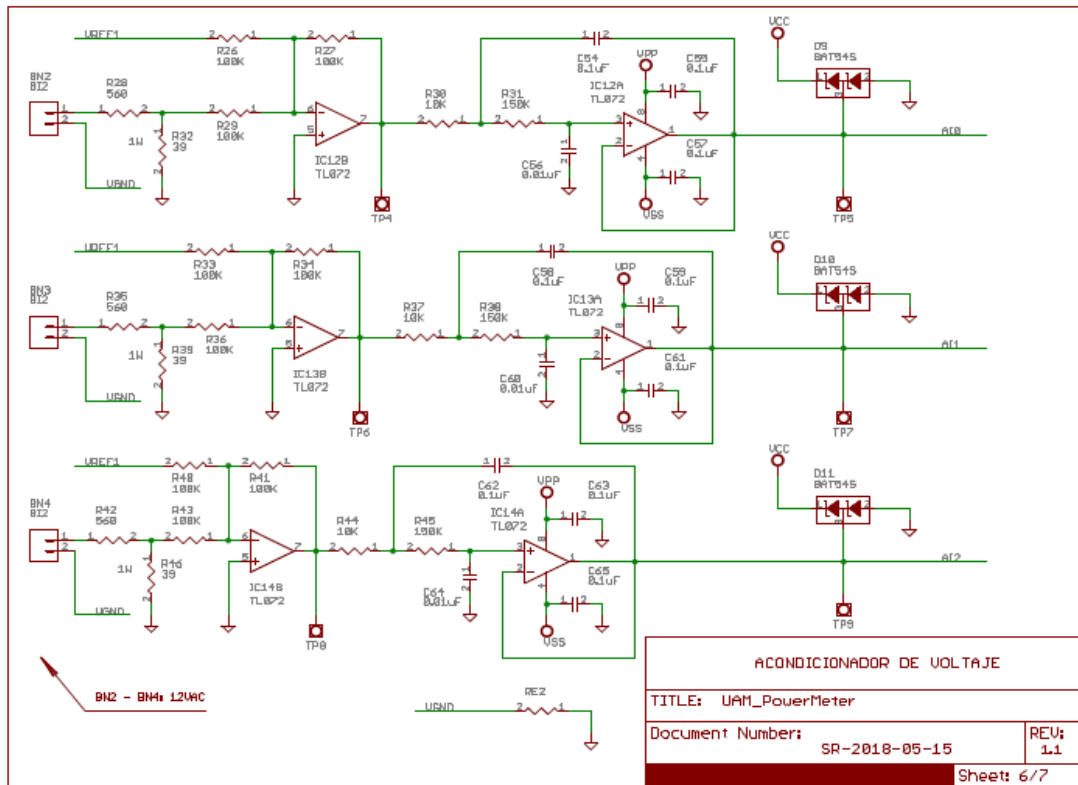 VREF1
R26
100K
R27
100K
BN2
BI2
R28
560
1W
R32
39
R29
100K
VGND
IC12B
TL072
TP4
R30
10K
R31
150K
C54
0.1uF
C56
0.01uF
IC12A
TL072
VPP
C55
0.1uF
C57
0.1uF
VSS
VCC
D9
BAT54S
AI0
TP5
VREF1
R33
100K
R34
100K
BN3
BI2
R35
560
1W
R39
39
R36
100K
VGND
IC13B
TL072
TP6
R37
10K
R38
150K
C58
0.1uF
C60
0.01uF
IC13A
TL072
VPP
C59
0.1uF
C61
0.1uF
VSS
VCC
D10
BAT54S
AI1
TP7
VREF1
R40
100K
R41
100K
BN4
BI2
R42
560
1W
R46
39
R43
100K
VGND
IC14B
TL072
TP8
R44
10K
R45
150K
C62
0.1uF
C64
0.01uF
IC14A
TL072
VPP
C63
0.1uF
C65
0.1uF
VSS
VCC
D11
BAT54S
AI2
TP9
BN2 - BN4: 12VAC
VGND
RE2
ACONDICIONADOR DE VOLTAJE
TITLE: UAM_PowerMeter
Document Number:
SR-2018-05-15
REV:
1.1
Sheet: 6/7